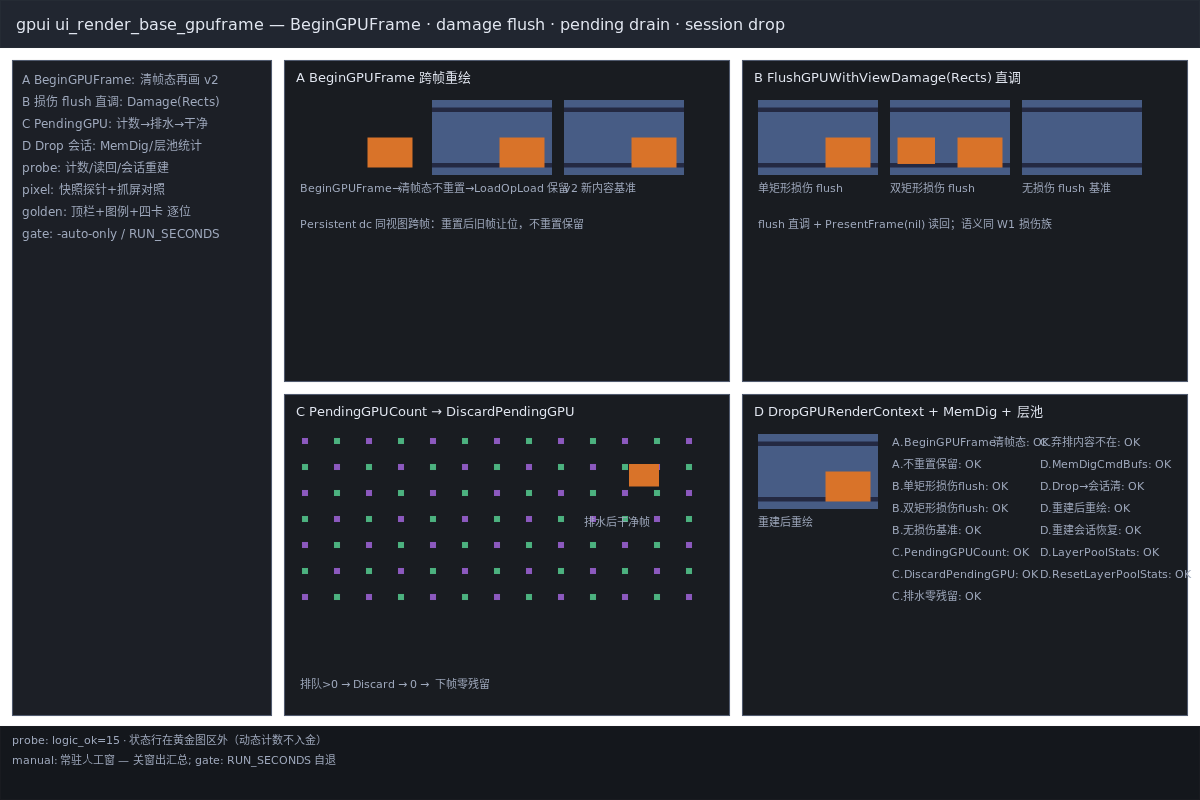 gpui ui_render_base_gpuframe — BeginGPUFrame · damage flush · pending drain · session drop
A BeginGPUFrame: 清帧态再画 v2
B 损伤 flush 直调: Damage(Rects)
C PendingGPU: 计数→排水→干净
D Drop 会话: MemDig/层池统计
probe: 计数/读回/会话重建
pixel: 快照探针+抓屏对照
golden: 顶栏+图例+四卡 逐位
gate: -auto-only / RUN_SECONDS
A BeginGPUFrame 跨帧重绘
BeginGPUFrame→清帧态
不重置→LoadOpLoad 保留
v2 新内容基准
Persistent dc 同视图跨帧：重置后旧帧让位，不重置保留
B FlushGPUWithViewDamage(Rects) 直调
单矩形损伤 flush
双矩形损伤 flush
无损伤 flush 基准
flush 直调 + PresentFrame(nil) 读回；语义同 W1 损伤族
C PendingGPUCount → DiscardPendingGPU
排水后干净帧
排队>0 → Discard → 0 → 下帧零残留
D DropGPURenderContext + MemDig + 层池
重建后重绘
A.BeginGPUFrame清帧态: OK
A.不重置保留: OK
B.单矩形损伤flush: OK
B.双矩形损伤flush: OK
B.无损伤基准: OK
C.PendingGPUCount: OK
C.DiscardPendingGPU: OK
C.排水零残留: OK
C.弃排内容不在: OK
D.MemDigCmdBufs: OK
D.Drop→会话清: OK
D.重建后重绘: OK
D.重建会话恢复: OK
D.LayerPoolStats: OK
D.ResetLayerPoolStats: OK
probe: logic_ok=15 · 状态行在黄金图区外（动态计数不入金）
manual: 常驻人工窗 — 关窗出汇总; gate: RUN_SECONDS 自退